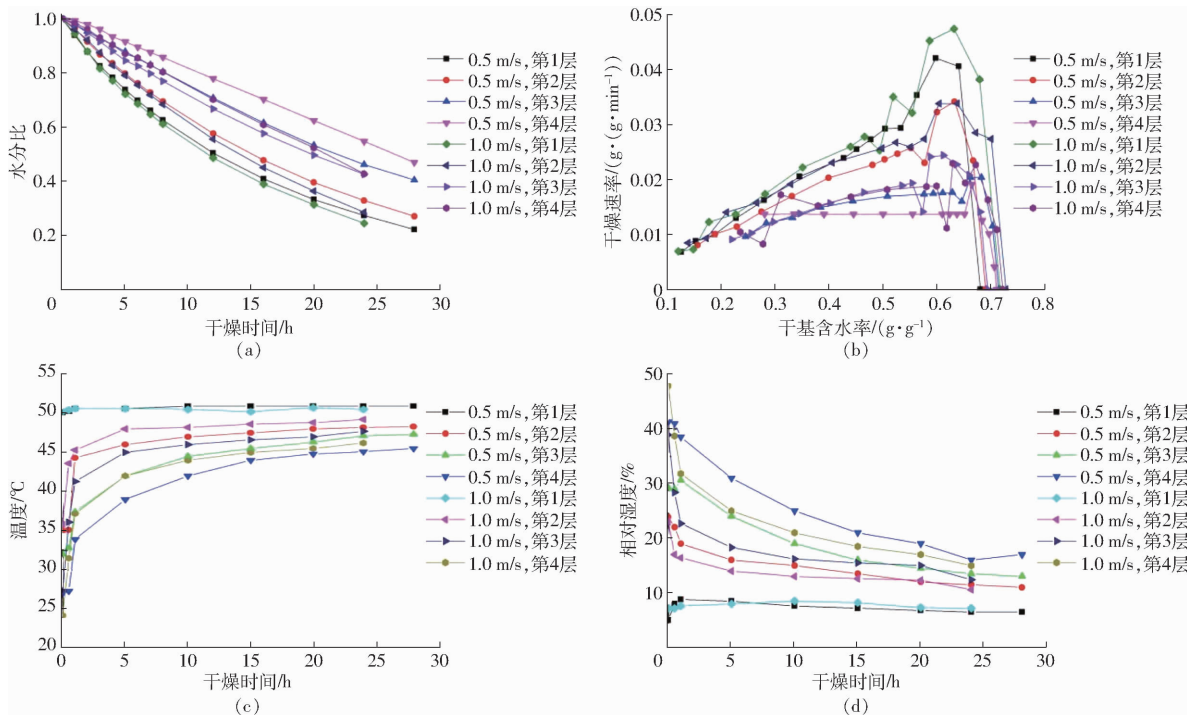 1.0
0.8
0.6
0.4
0.2
0
0 5 10 15 20 25 30
水分比
干燥时间/h
(a)
0.5 m/s,第1层
0.5 m/s,第2层
0.5 m/s,第3层
0.5 m/s,第4层
1.0 m/s,第1层
1.0 m/s,第2层
1.0 m/s,第3层
1.0 m/s,第4层
0.05
0.04
0.03
0.02
0.01
0
0.1 0.2 0.3 0.4 0.5 0.6 0.7 0.8
干燥速率/(g·(g·min⁻¹))
干基含水率/(g·g⁻¹)
(b)
0.5 m/s,第1层
0.5 m/s,第2层
0.5 m/s,第3层
0.5 m/s,第4层
1.0 m/s,第1层
1.0 m/s,第2层
1.0 m/s,第3层
1.0 m/s,第4层
55
50
45
40
35
30
25
20
0 5 10 15 20 25 30
温度/℃
干燥时间/h
(c)
0.5 m/s,第1层
0.5 m/s,第2层
0.5 m/s,第3层
0.5 m/s,第4层
1.0 m/s,第1层
1.0 m/s,第2层
1.0 m/s,第3层
1.0 m/s,第4层
50
40
30
20
10
0
0 5 10 15 20 25 30
相对湿度/%
干燥时间/h
(d)
0.5 m/s,第1层
0.5 m/s,第2层
0.5 m/s,第3层
0.5 m/s,第4层
1.0 m/s,第1层
1.0 m/s,第2层
1.0 m/s,第3层
1.0 m/s,第4层